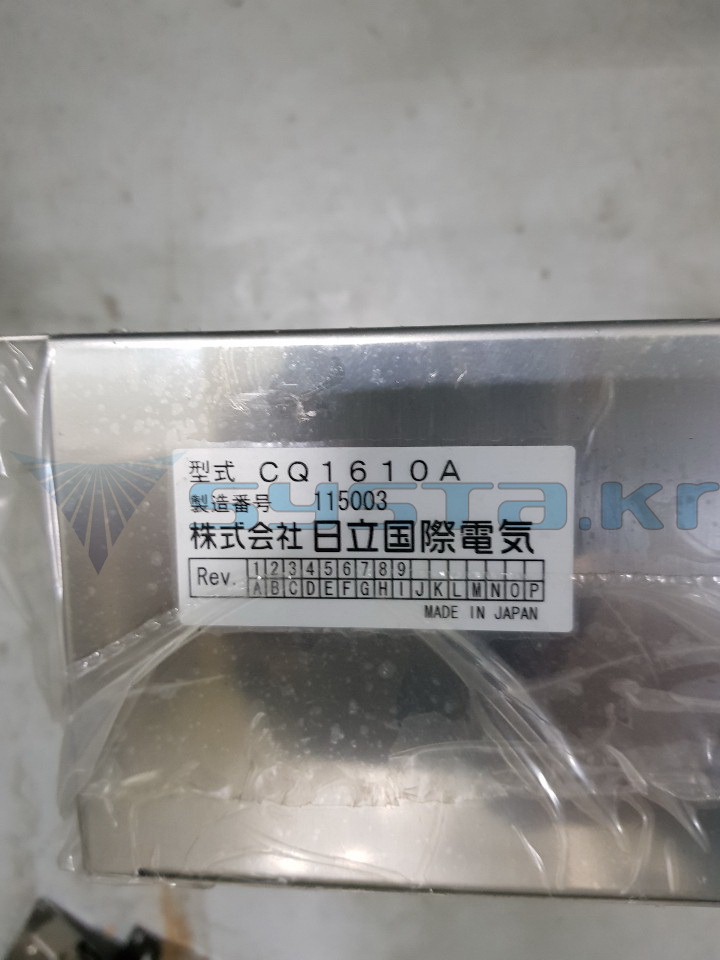 型式 CQ1610A
製造番号 115003
株式会社 日立国際電気
Rev. 1 2 3 4 5 6 7 8 9
A B C D E F G H I J K L M N O P
MADE IN JAPAN
cysta.kr